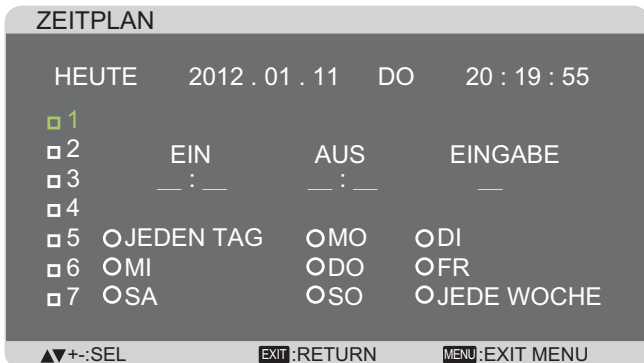 ZEITPLAN
HEUTE 2012 . 01 . 11 DO 20 : 19 : 55
1
2 EIN AUS EINGABE
3 __ : __ __ : __ __
4
5 JEDEN TAG MO DI
6 MI DO FR
7 SA SO JEDE WOCHE
▲▼+-:SEL EXIT:RETURN MENU:EXIT MENU